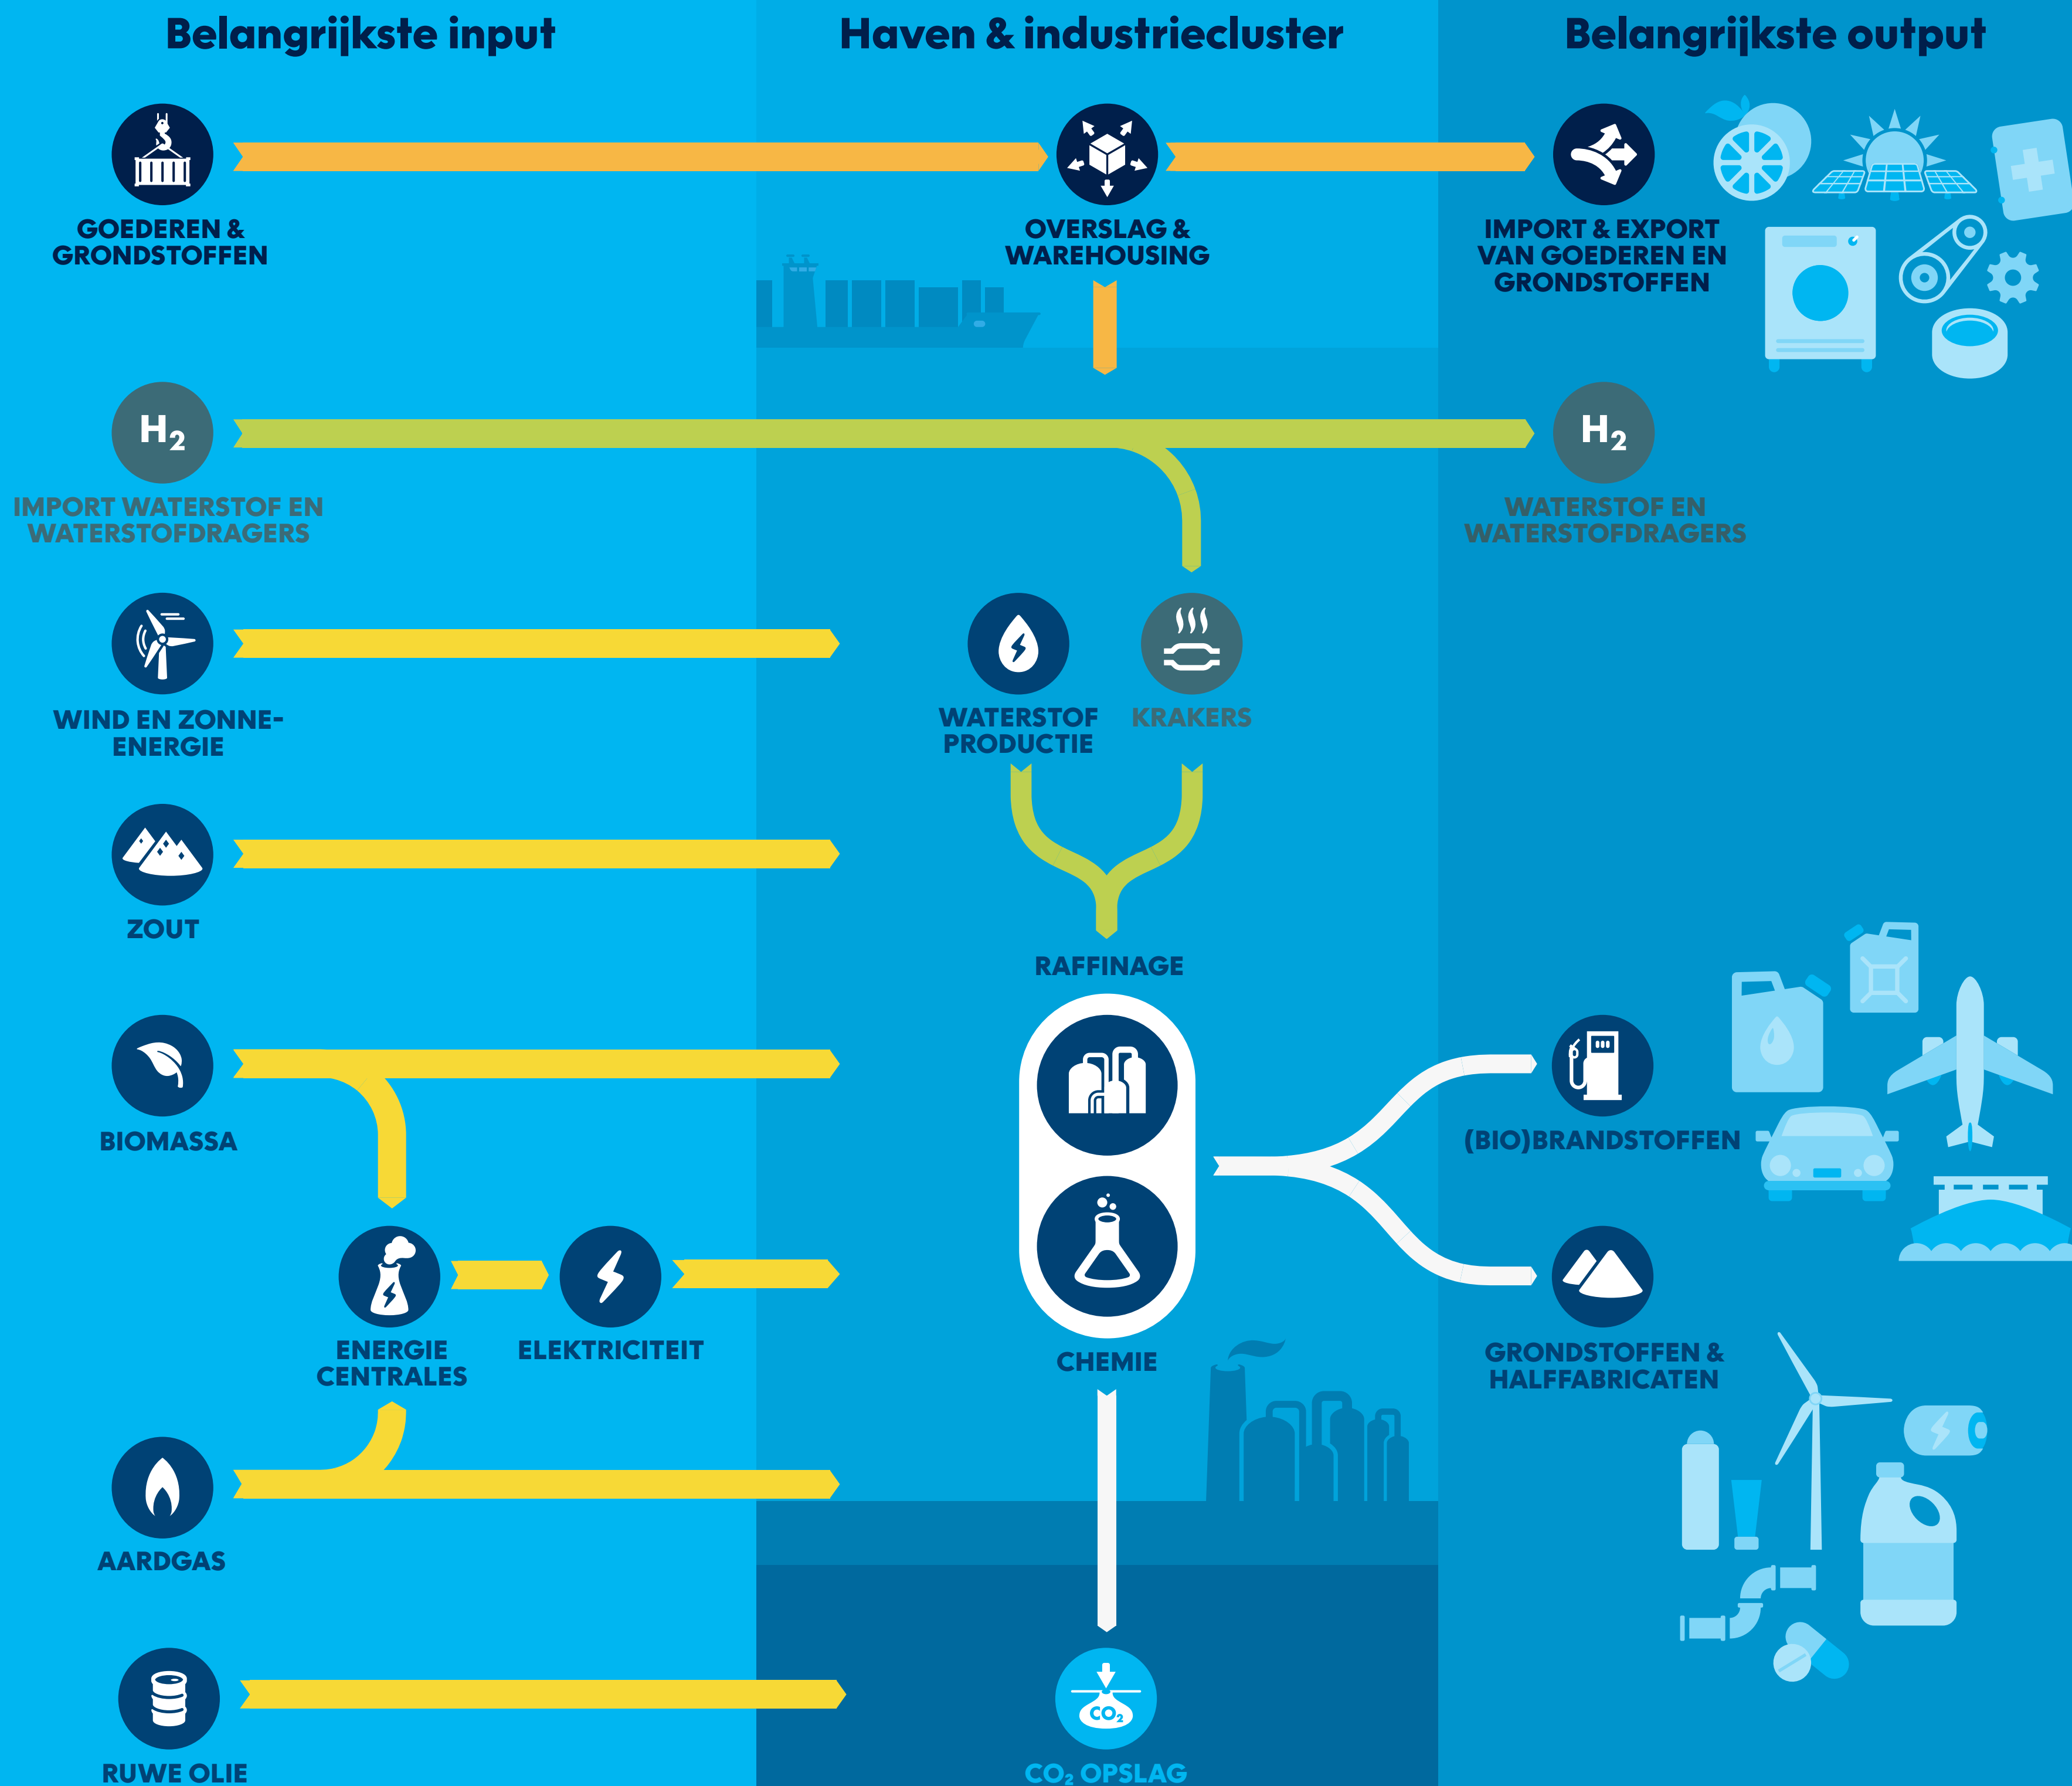 Belangrijkste input
Haven & industriecluster
Belangrijkste output
GOEDEREN &
GRONDSTOFFEN
OVERSLAG &
WAREHOUSING
IMPORT & EXPORT
VAN GOEDEREN EN
GRONDSTOFFEN
H₂
IMPORT WATERSTOF EN
WATERSTOFDRAGERS
H₂
WATERSTOF EN
WATERSTOFDRAGERS
WIND EN ZONNE-
ENERGIE
WATERSTOF
PRODUCTIE
KRAKERS
ZOUT
RAFFINAGE
BIOMASSA
(BIO)BRANDSTOFFEN
ENERGIE
CENTRALES
ELEKTRICITEIT
CHEMIE
GRONDSTOFFEN &
HALFFABRICATEN
AARDGAS
RUWE OLIE
CO₂
CO₂ OPSLAG